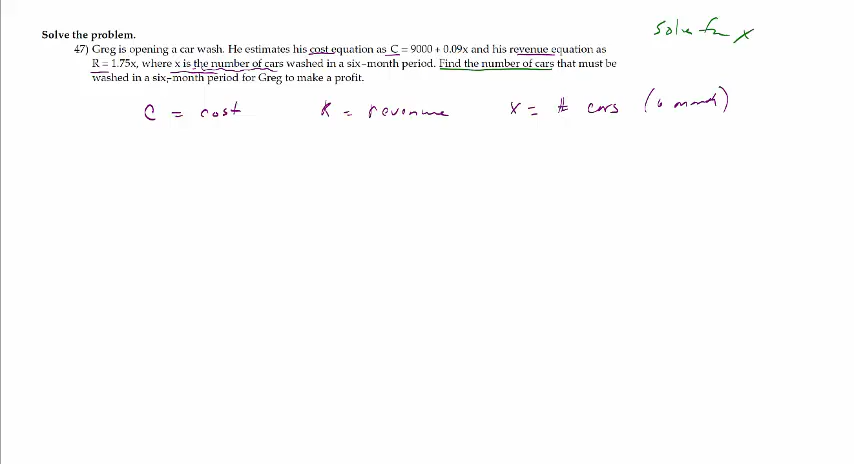 Solve the problem.
solve for x
47) Greg is opening a car wash. He estimates his cost equation as C = 9000 + 0.09x and his revenue equation as
R = 1.75x, where x is the number of cars washed in a six-month period. Find the number of cars that must be
washed in a six-month period for Greg to make a profit.
C = cost R = revenue x = # cars (6 month)